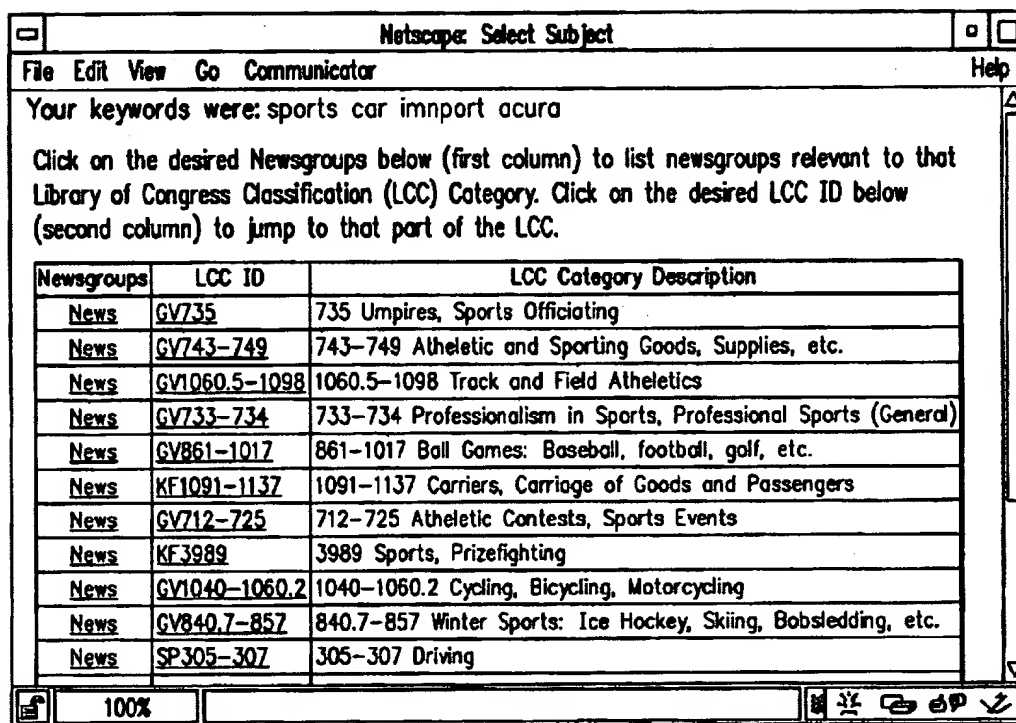 Netscape: Select Subject
File Edit View Go Communicator Help
Your keywords were: sports car imnport acura
Click on the desired Newsgroups below (first column) to list newsgroups relevant to that
Library of Congress Classification (LCC) Category. Click on the desired LCC ID below
(second column) to jump to that part of the LCC.
Newsgroups LCC ID LCC Category Description
News GV735 735 Umpires, Sports Officiating
News GV743-749 743-749 Atheletic and Sporting Goods, Supplies, etc.
News GV1060.5-1098 1060.5-1098 Track and Field Atheletics
News GV733-734 733-734 Professionalism in Sports, Professional Sports (General)
News GV861-1017 861-1017 Ball Games: Baseball, football, golf, etc.
News KF1091-1137 1091-1137 Carriers, Carriage of Goods and Passengers
News GV712-725 712-725 Atheletic Contests, Sports Events
News KF3989 3989 Sports, Prizefighting
News GV1040-1060.2 1040-1060.2 Cycling, Bicycling, Motorcycling
News GV840.7-857 840.7-857 Winter Sports: Ice Hockey, Skiing, Bobsledding, etc.
News SP305-307 305-307 Driving
100%